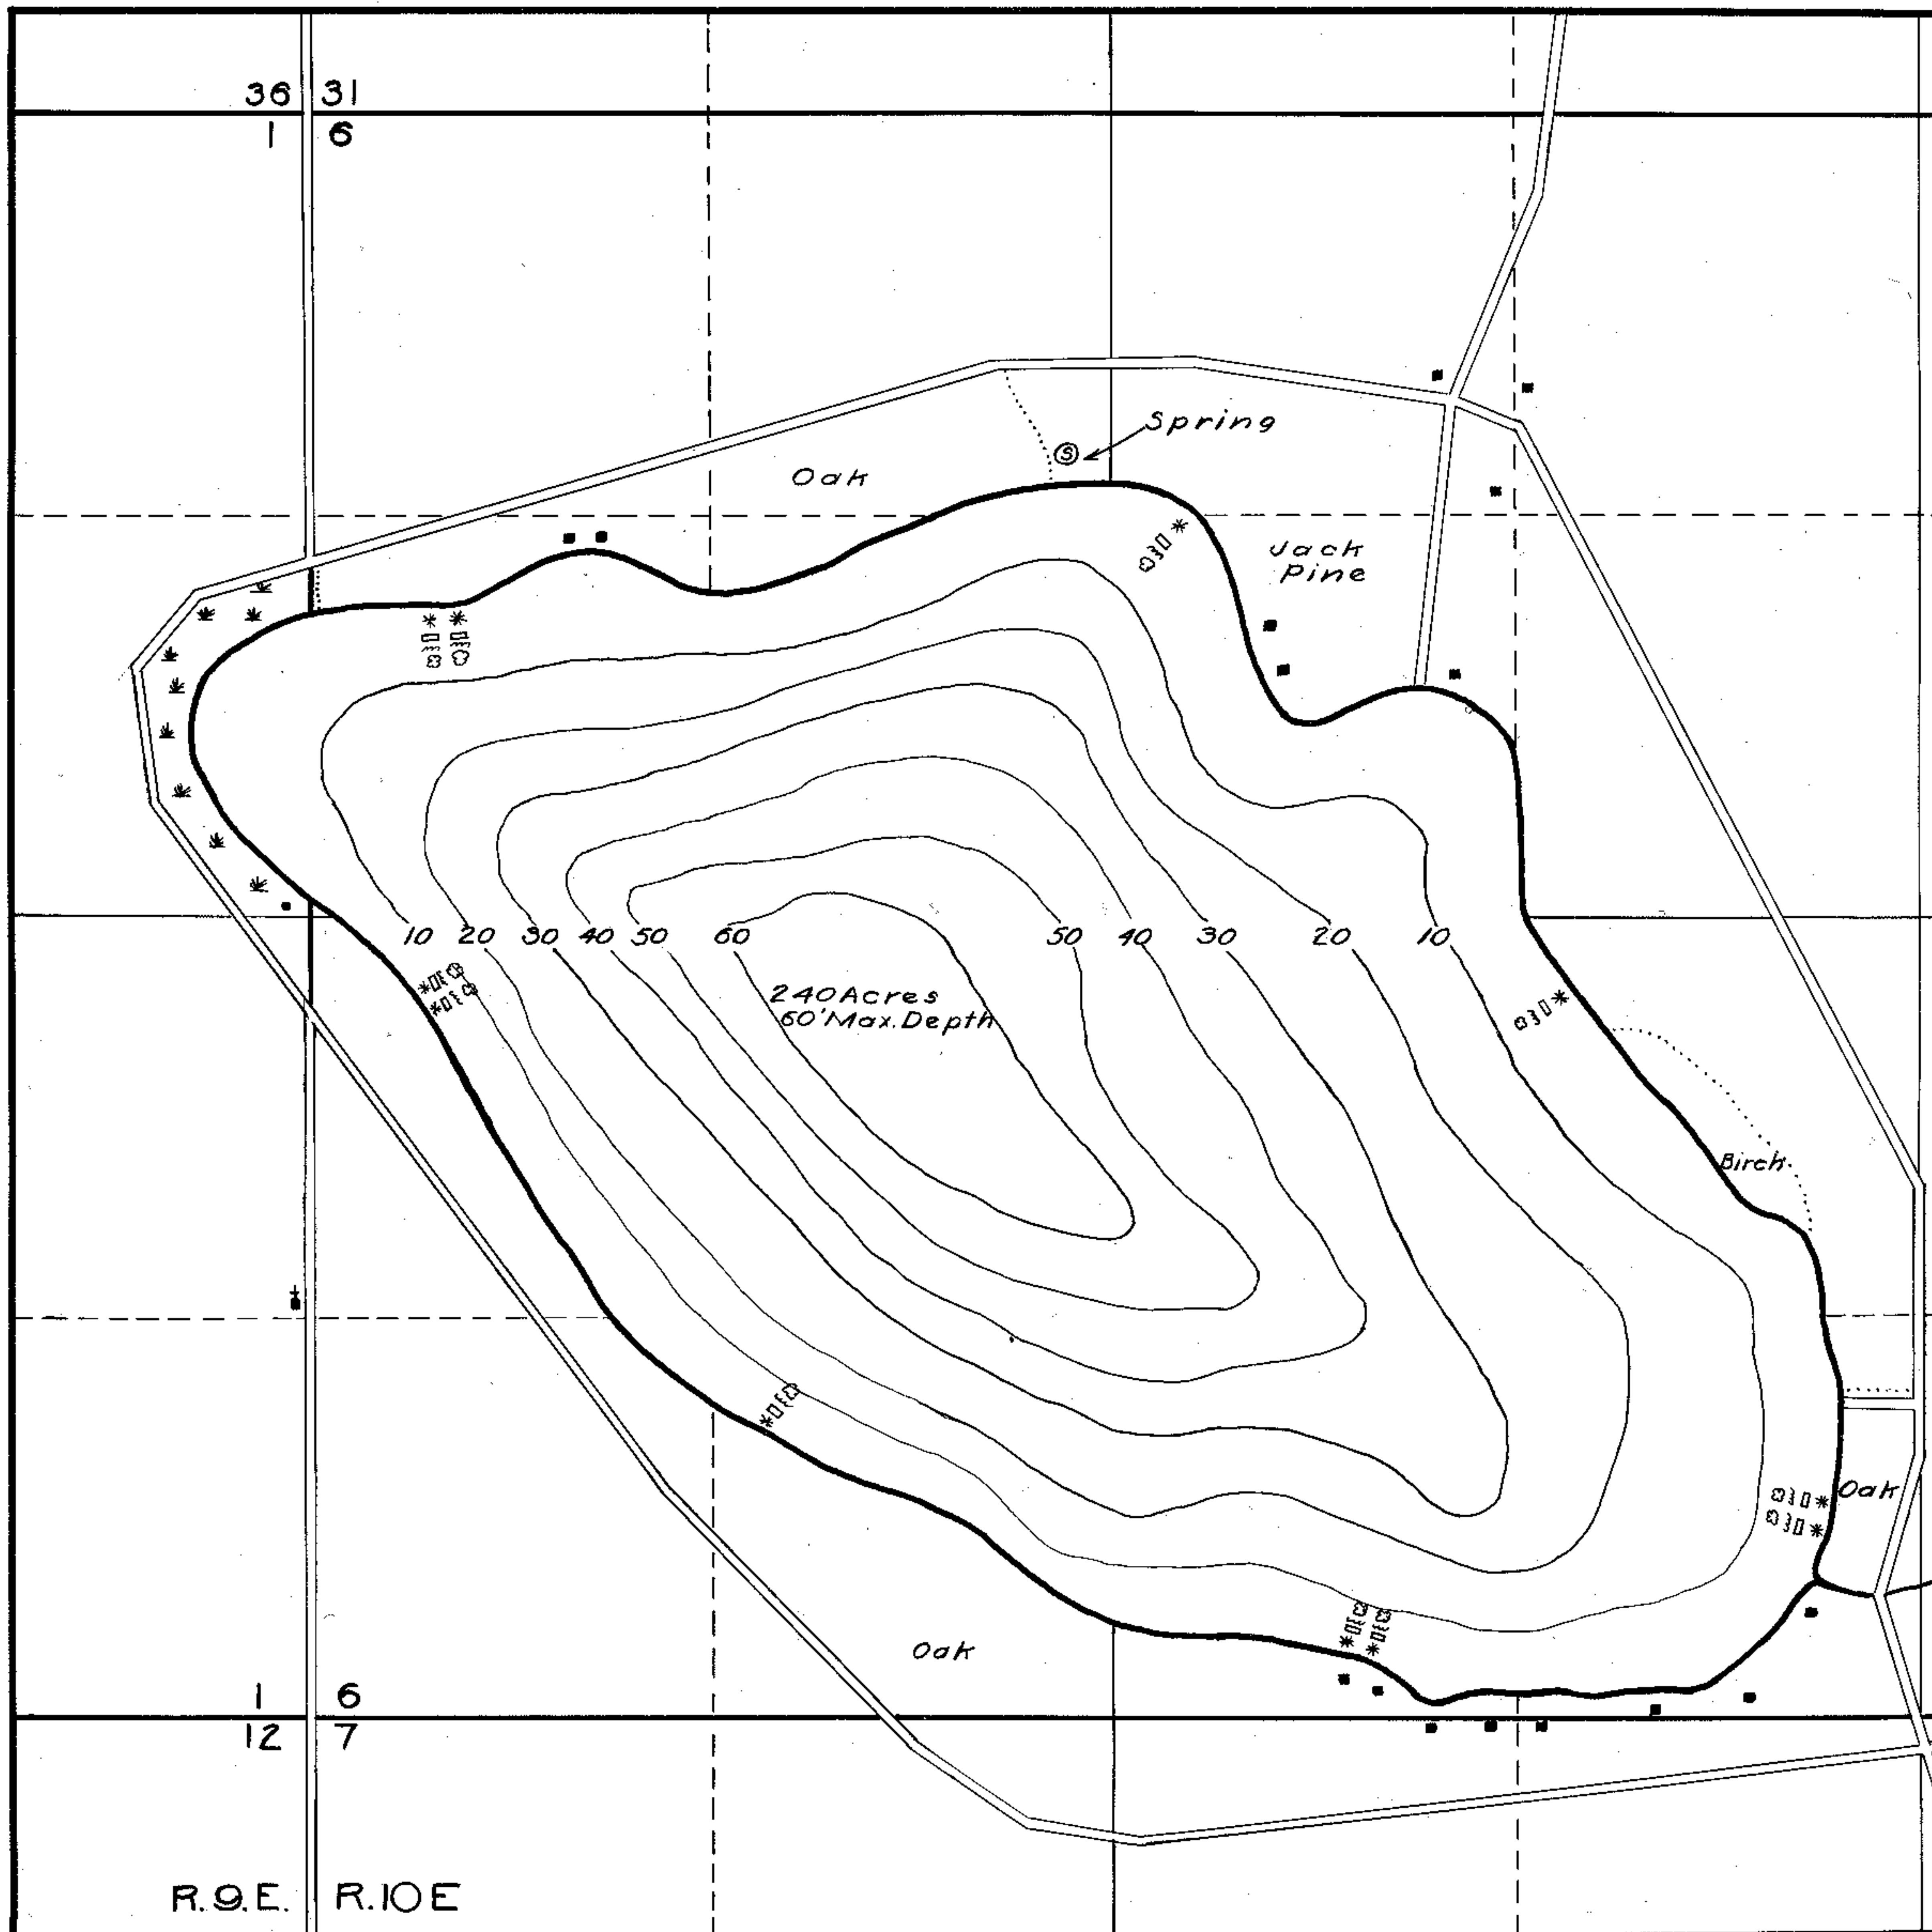 36 31
1 6
Spring
S
Oak
Jack
Pine
10 20 30 40 50 60 50 40 30 20 10
240 Acres
60' Max. Depth
Birch
Oak
Oak
1 6
12 7
R.9.E. R.10E